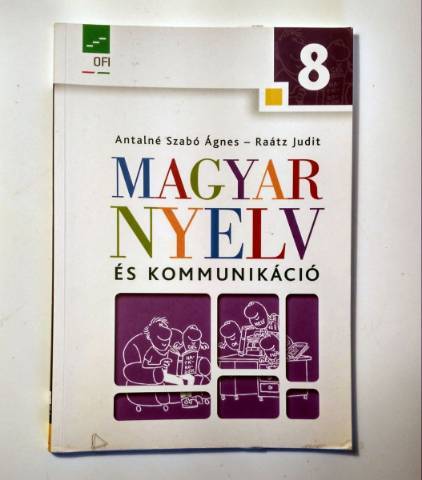 OFI
8
Antalné Szabó Ágnes – Raátz Judit
MAGYAR
NYELV
ÉS KOMMUNIKÁCIÓ